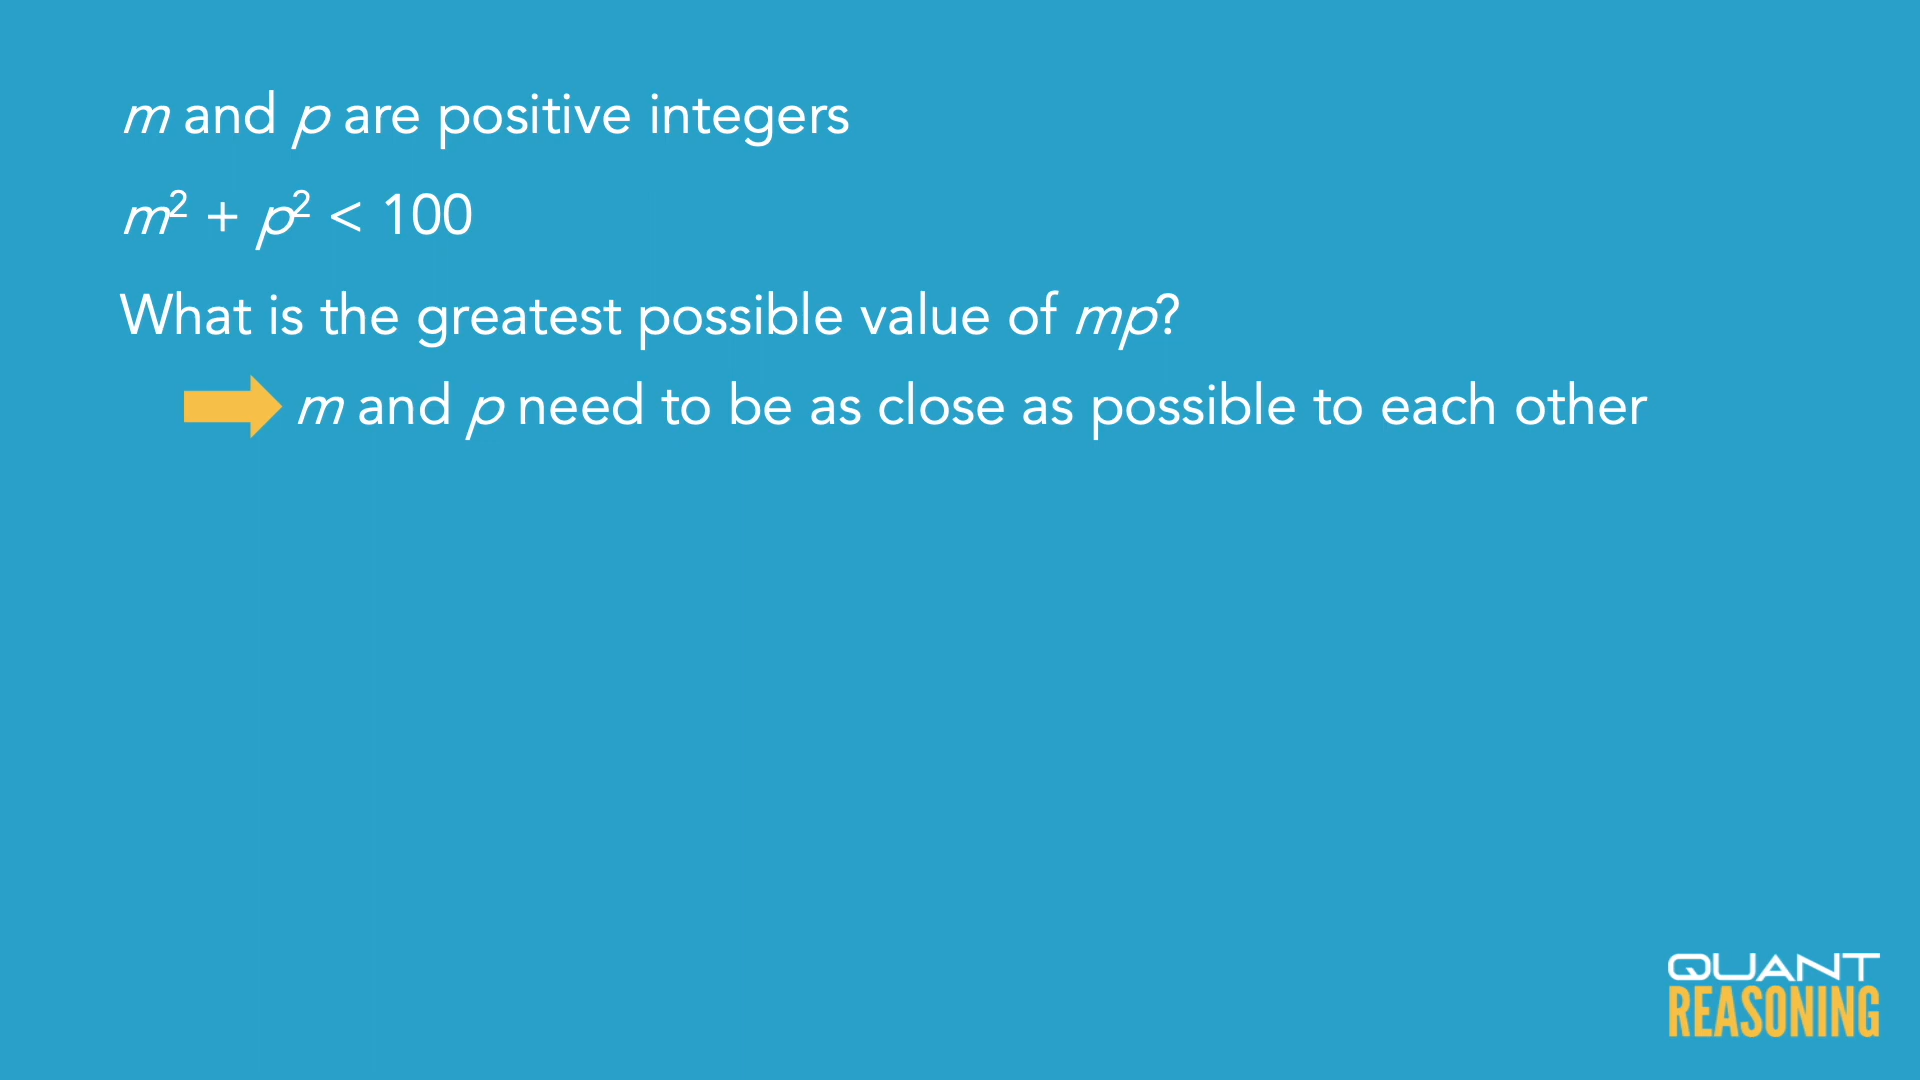 m and p are positive integers
m² + p² < 100
What is the greatest possible value of mp?
m and p need to be as close as possible to each other
QUANT
REASONING